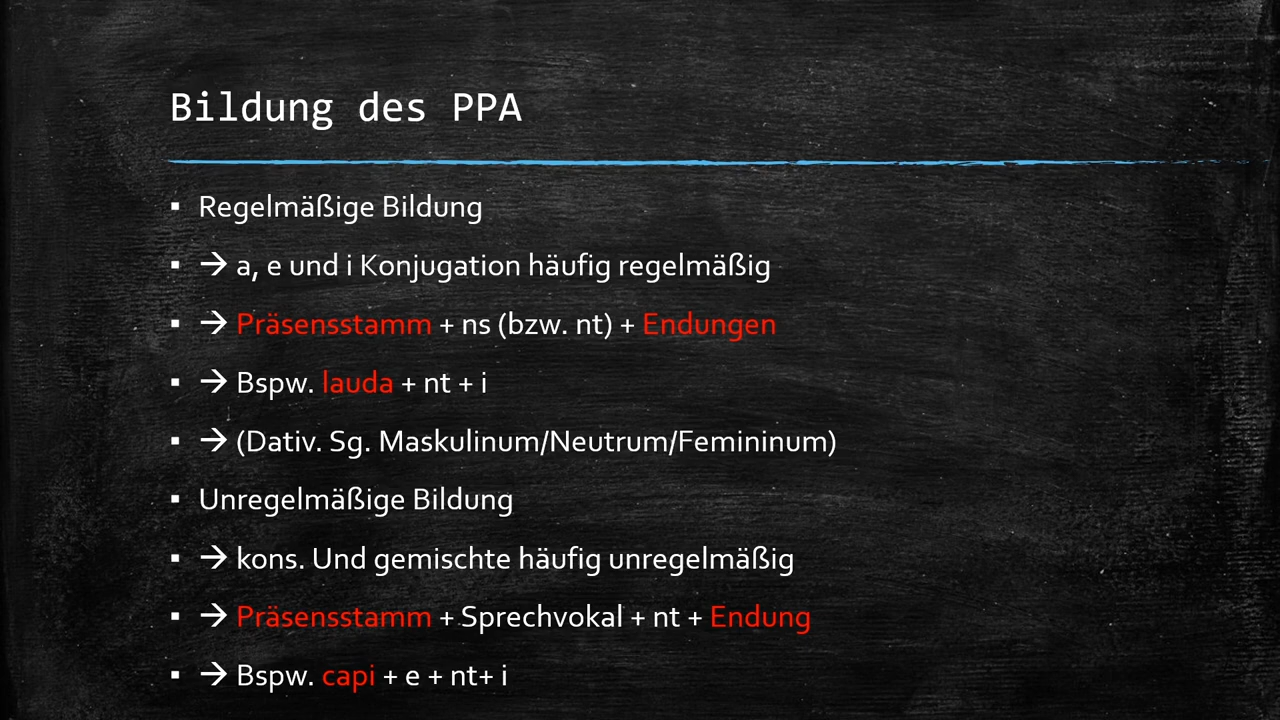 Bildung des PPA
▪ Regelmäßige Bildung
▪ → a, e und i Konjugation häufig regelmäßig
▪ → Präsensstamm + ns (bzw. nt) + Endungen
▪ → Bspw. lauda + nt + i
▪ → (Dativ. Sg. Maskulinum/Neutrum/Femininum)
▪ Unregelmäßige Bildung
▪ → kons. Und gemischte häufig unregelmäßig
▪ → Präsensstamm + Sprechvokal + nt + Endung
▪ → Bspw. capi + e + nt+ i